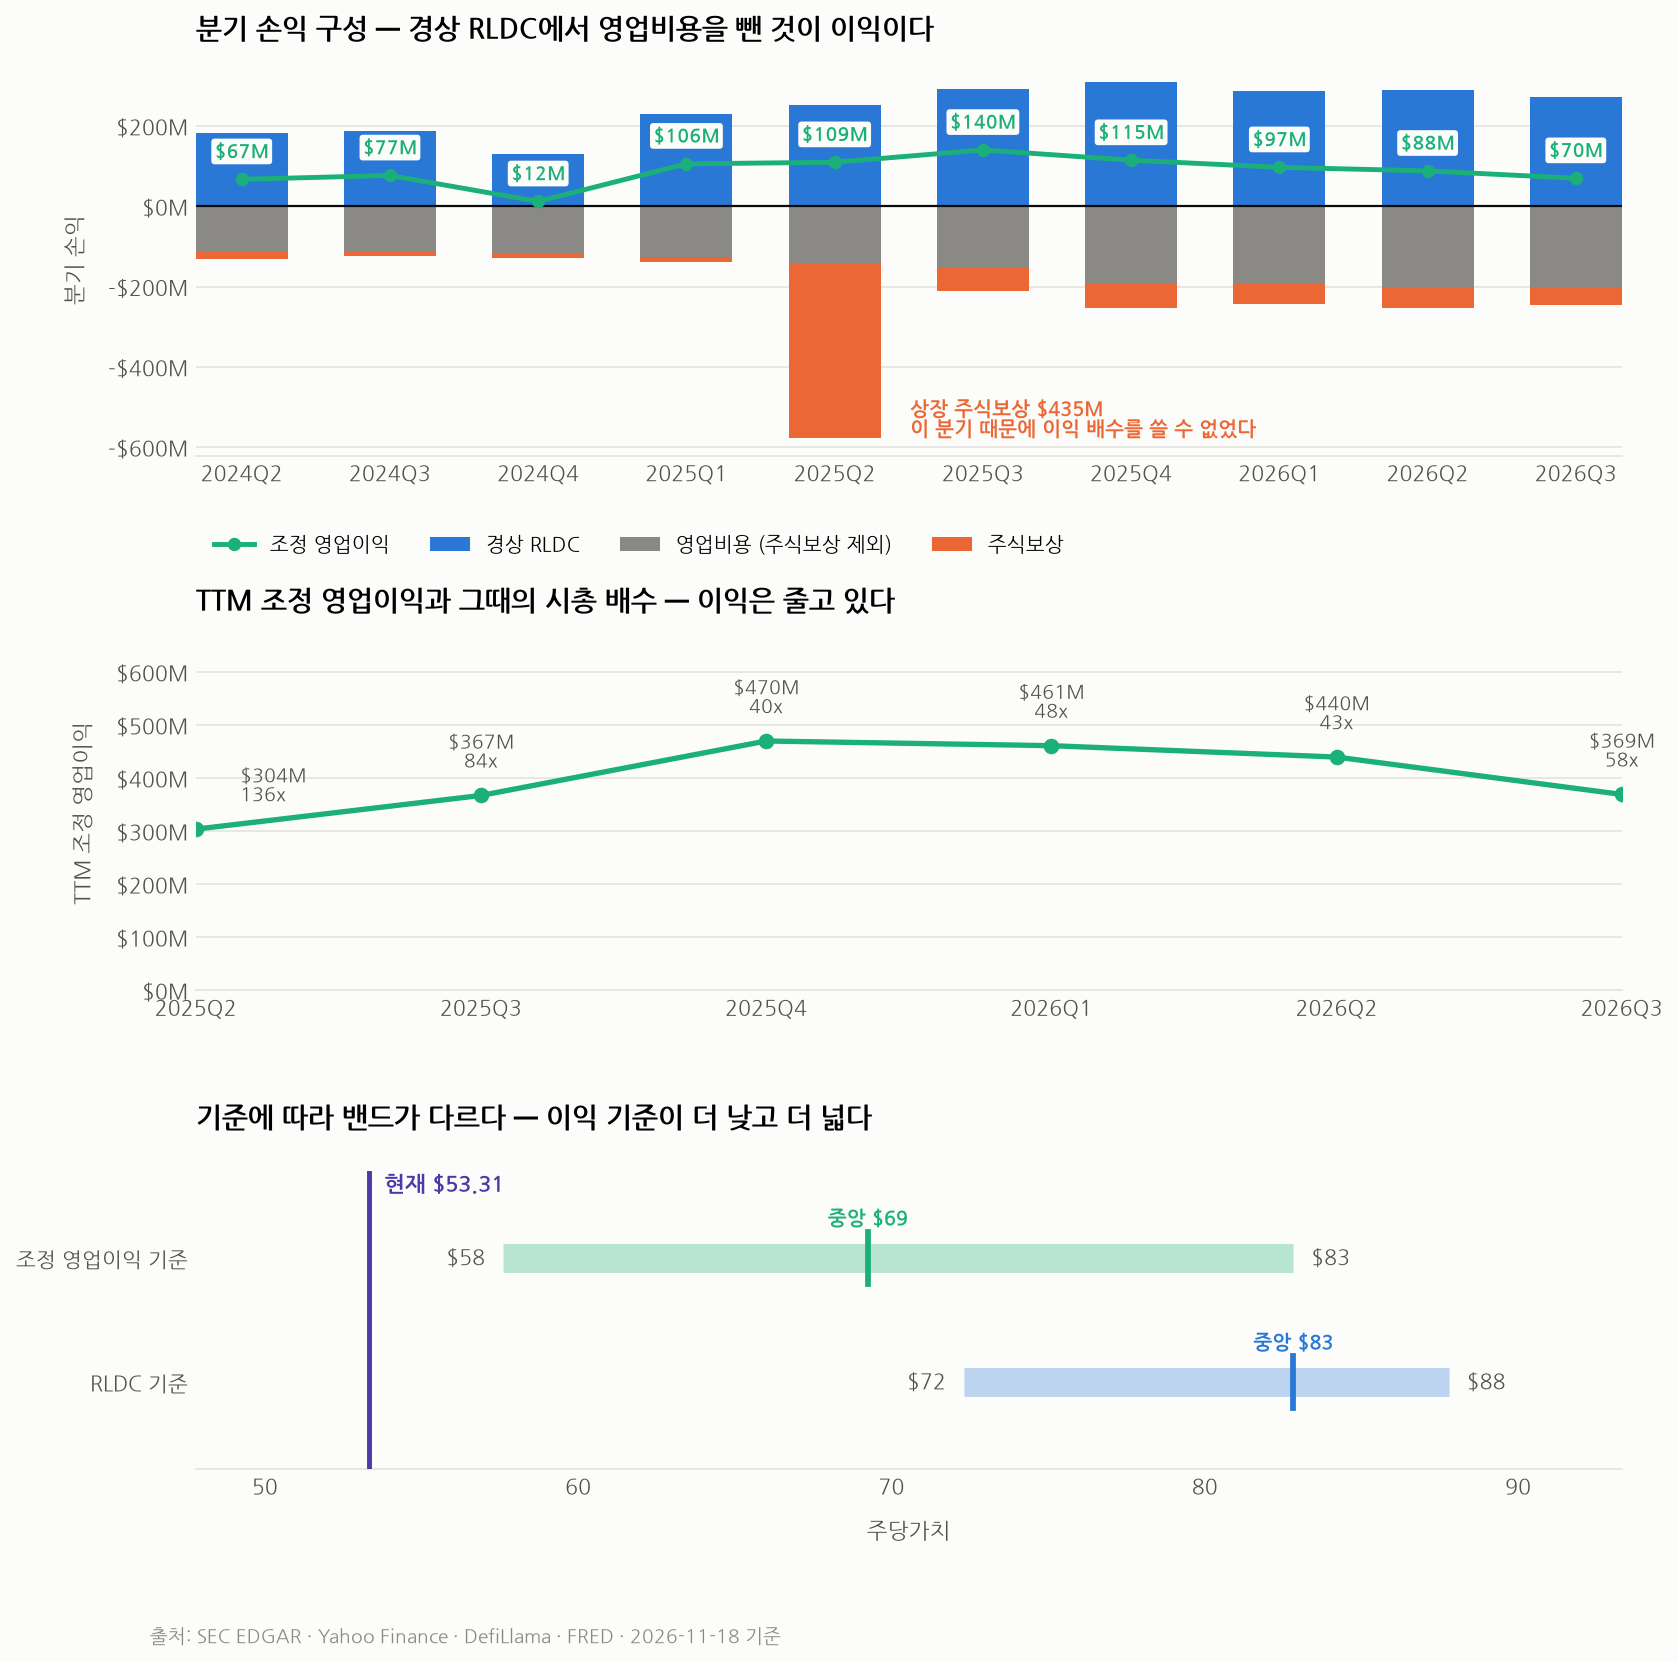 분기 손익 구성 — 경상 RLDC에서 영업비용을 뺀 것이 이익이다
분기 손익
$200M
$0M
-$200M
-$400M
-$600M
$67M
$77M
$12M
$106M
$109M
$140M
$115M
$97M
$88M
$70M
상장 주식보상 $435M
이 분기 때문에 이익 배수를 쓸 수 없었다
2024Q2
2024Q3
2024Q4
2025Q1
2025Q2
2025Q3
2025Q4
2026Q1
2026Q2
2026Q3
조정 영업이익
경상 RLDC
영업비용 (주식보상 제외)
주식보상
TTM 조정 영업이익과 그때의 시총 배수 — 이익은 줄고 있다
TTM 조정 영업이익
$600M
$500M
$400M
$300M
$200M
$100M
$0M
$304M
136x
$367M
84x
$470M
40x
$461M
48x
$440M
43x
$369M
58x
2025Q2
2025Q3
2025Q4
2026Q1
2026Q2
2026Q3
기준에 따라 밴드가 다르다 — 이익 기준이 더 낮고 더 넓다
현재 $53.31
중앙 $69
조정 영업이익 기준
$58
$83
중앙 $83
RLDC 기준
$72
$88
50
60
70
80
90
주당가치
출처: SEC EDGAR · Yahoo Finance · DefiLlama · FRED · 2026-11-18 기준